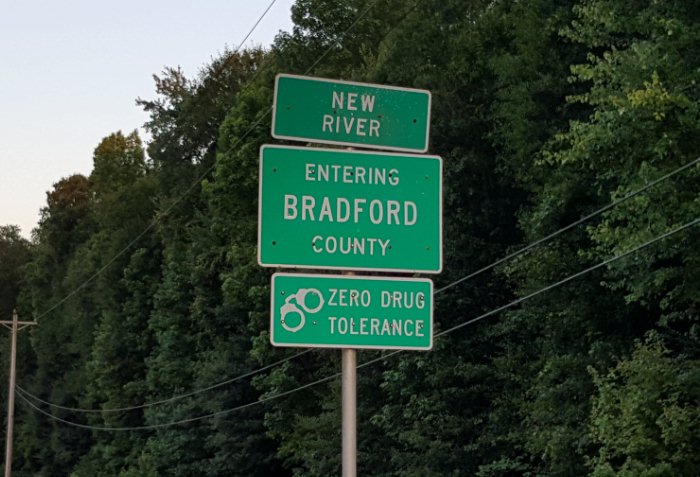 NEW
RIVER
ENTERING
BRADFORD
COUNTY
ZERO DRUG
TOLERANCE